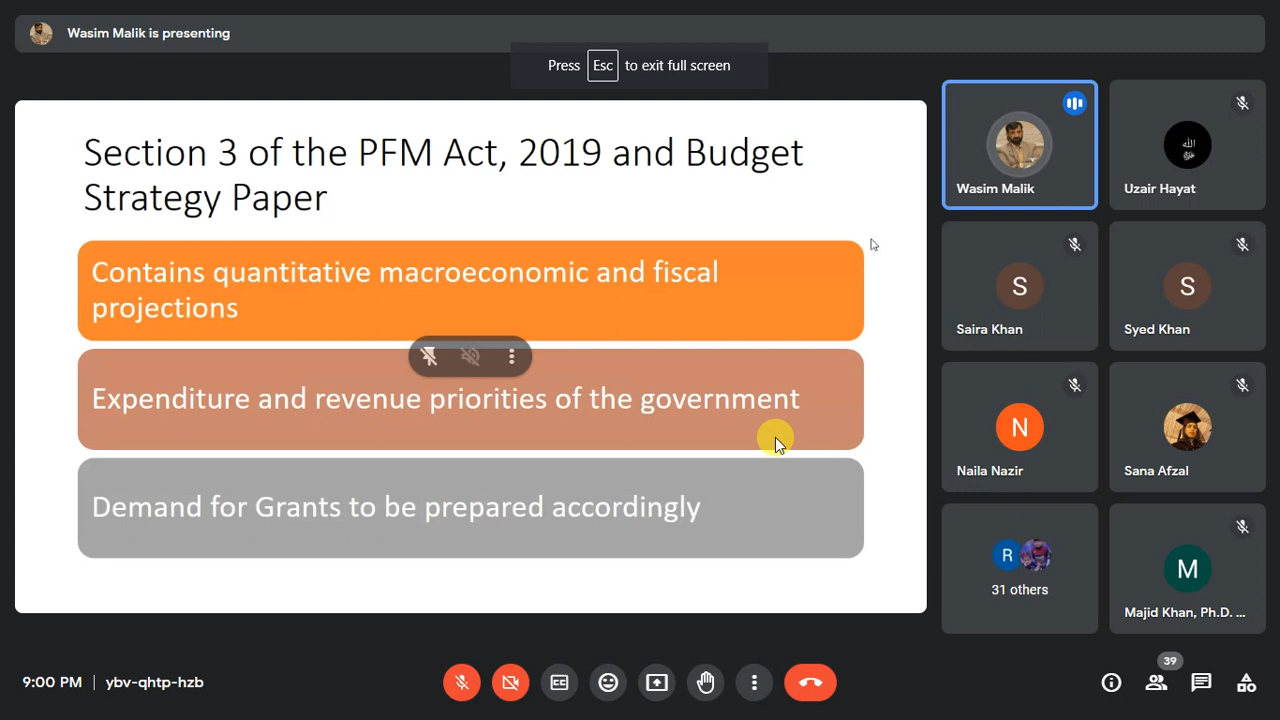 Wasim Malik is presenting
Press Esc to exit full screen
Section 3 of the PFM Act, 2019 and Budget
Strategy Paper
Contains quantitative macroeconomic and fiscal
projections
Expenditure and revenue priorities of the government
Demand for Grants to be prepared accordingly
Wasim Malik
Uzair Hayat
Saira Khan
Syed Khan
N
Naila Nazir
Sana Afzal
S
S
R
31 others
M
Majid Khan, Ph.D. ...
9:00 PM | ybv-qhtp-hzb
CC
39